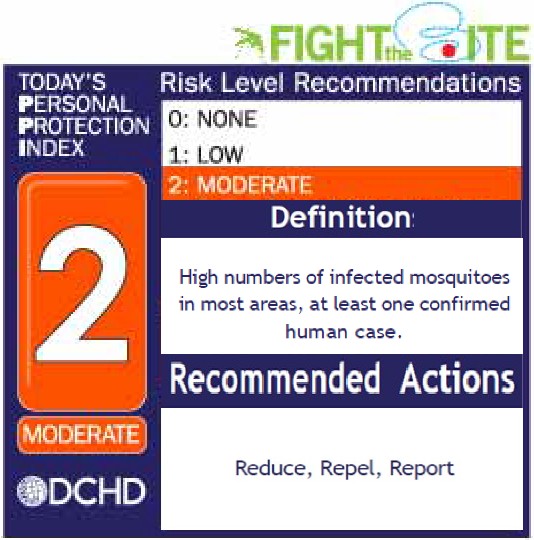 FIGHT the BITE
TODAY'S
PERSONAL
PROTECTION
INDEX
2
MODERATE
DCHD
Risk Level Recommendations
0: NONE
1: LOW
2: MODERATE
Definition:
High numbers of infected mosquitoes
in most areas, at least one confirmed
human case.
Recommended Actions
Reduce, Repel, Report